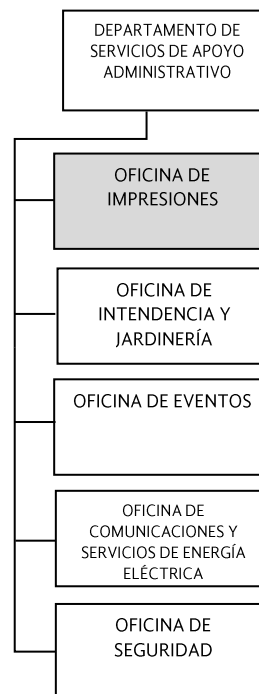 DEPARTAMENTO DE
SERVICIOS DE APOYO
ADMINISTRATIVO
OFICINA DE
IMPRESIONES
OFICINA DE
INTENDENCIA Y
JARDINERÍA
OFICINA DE EVENTOS
OFICINA DE
COMUNICACIONES Y
SERVICIOS DE ENERGÍA
ELÉCTRICA
OFICINA DE
SEGURIDAD